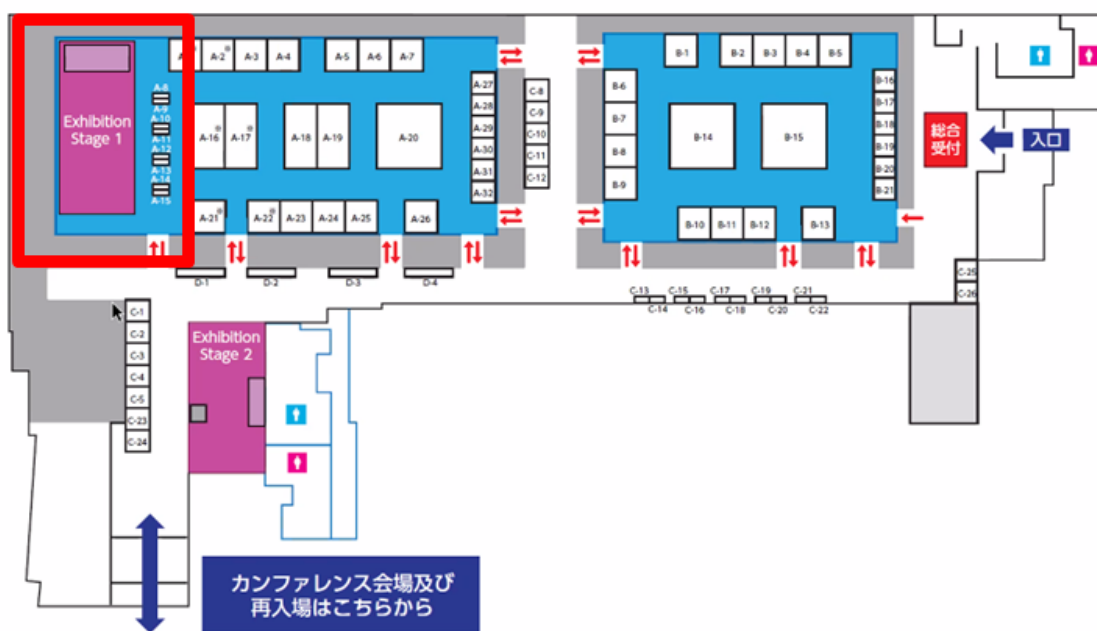 A-2※
A-3
A-4
A-5
A-6
A-7
A-8
A-9
A-10
A-11
A-12
A-13
A-14
A-15
Exhibition
Stage 1
A-16※
A-17※
A-18
A-19
A-20
A-21※
A-22※
A-23
A-24
A-25
A-26
A-27
A-28
A-29
A-30
A-31
A-32
C-8
C-9
C-10
C-11
C-12
B-1
B-2
B-3
B-4
B-5
B-6
B-7
B-8
B-9
B-14
B-15
B-16
B-17
B-18
B-19
B-20
B-21
B-10
B-11
B-12
B-13
総合
受付
入口
D-1
D-2
D-3
D-4
C-13
C-14
C-15
C-16
C-17
C-18
C-19
C-20
C-21
C-22
C-25
C-26
C-1
C-2
C-3
C-4
C-5
C-23
C-24
Exhibition
Stage 2
カンファレンス会場及び
再入場はこちらから